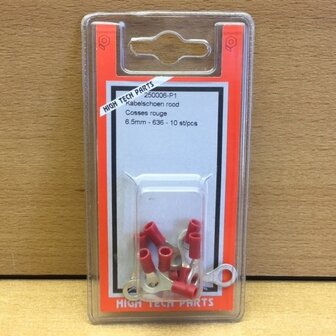 250006-P1
Kabelschoen rood
Cosses rouge
6.5mm - 636 - 10 st/pcs
HIGH TECH PARTS
HIGH TECH PARTS